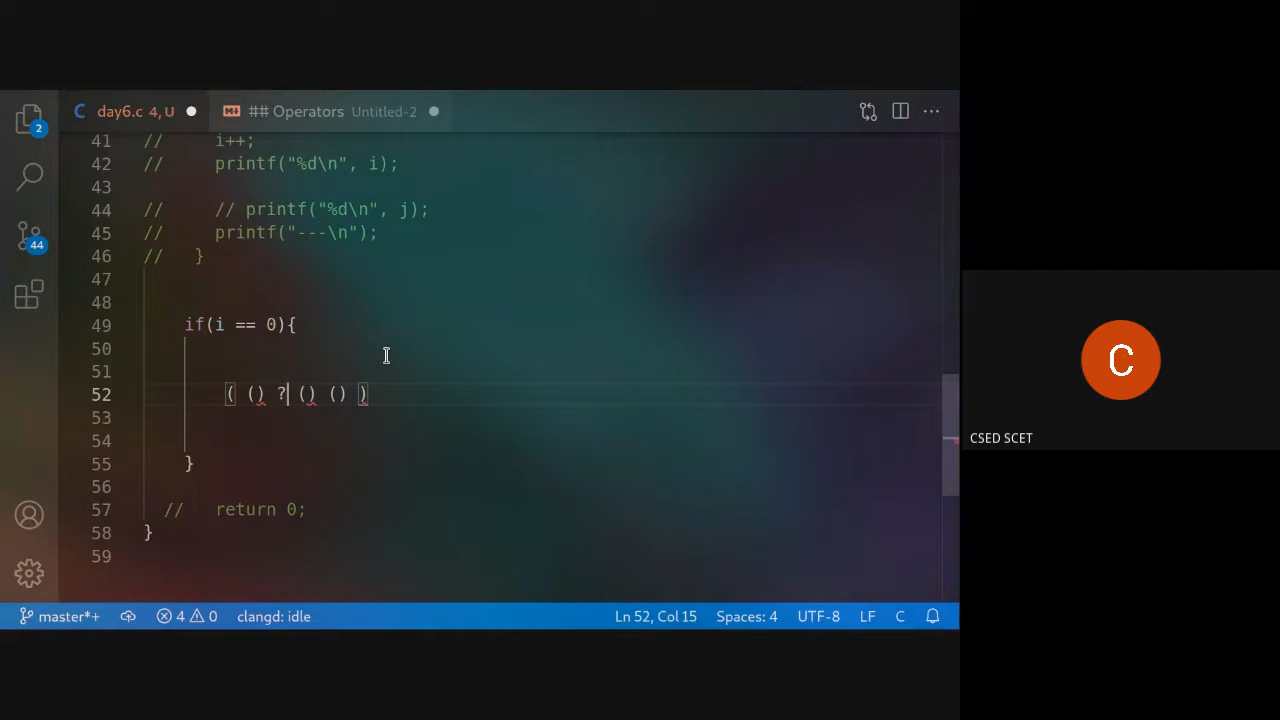 C day6.c 4, U ## Operators Untitled-2
2
44
41 // i++;
42 // printf("%d\n", i);
43
44 // // printf("%d\n", j);
45 // printf("---\n");
46 // }
47
48
49 if(i == 0){
50
51
52 ( () ? () () )
53
54
55 }
56
57 // return 0;
58 }
59
master*+ 4 0 clangd: idle Ln 52, Col 15 Spaces: 4 UTF-8 LF C
C
CSED SCET